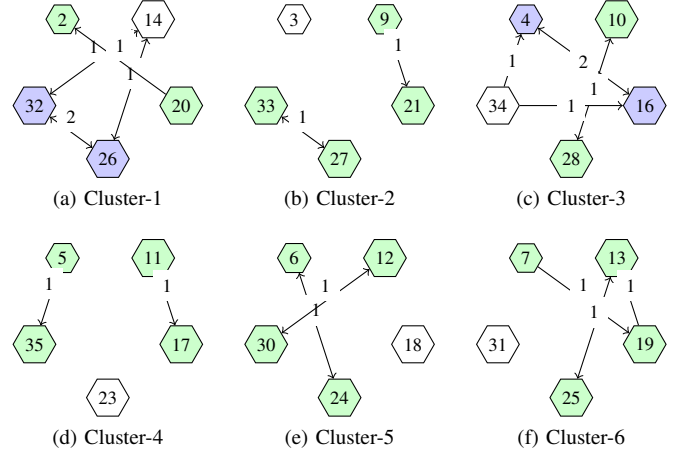 2 14
1 1
1
32 2 20
26
(a) Cluster-1
3 9
1
33 1 21
27
(b) Cluster-2
4 10
1 2
1
34 1 16
28
(c) Cluster-3
5 11
1 1
35 17
23
(d) Cluster-4
6 12
1
1
30 18
24
(e) Cluster-5
7 13
1 1
1
31 19
25
(f) Cluster-6